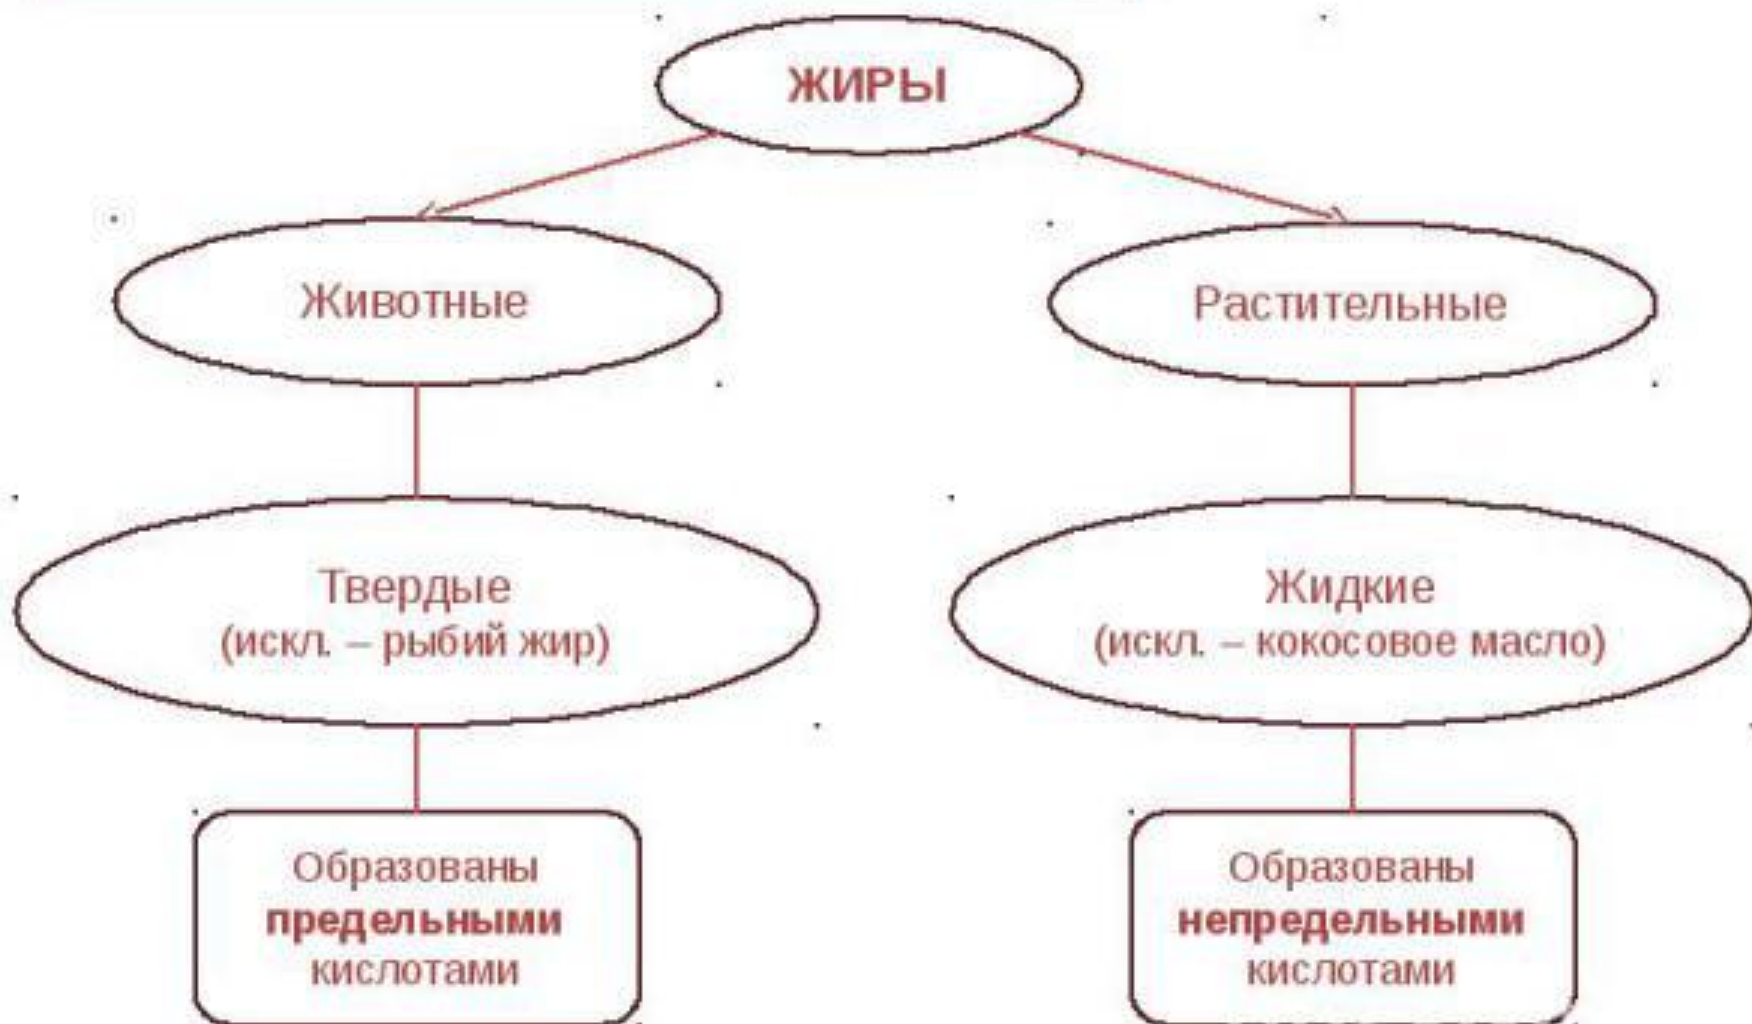 ЖИРЫ
Животные
Растительные
Твердые
(искл. – рыбий жир)
Жидкие
(искл. – кокосовое масло)
Образованы
предельными
кислотами
Образованы
непредельными
кислотами